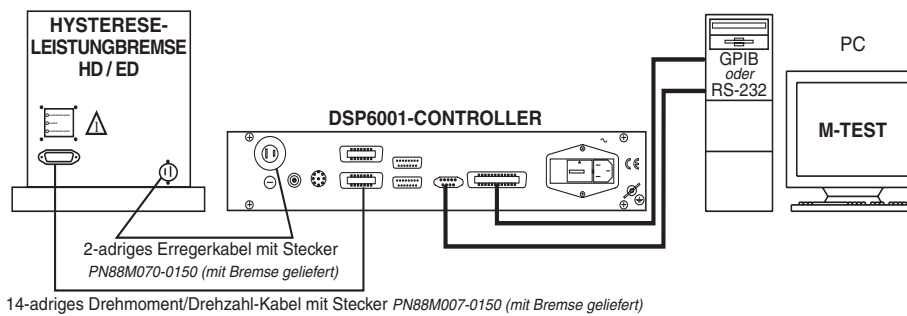 HYSTERESE-
LEISTUNGBREMSE
HD / ED
DSP6001-CONTROLLER
GPIB
oder
RS-232
PC
M-TEST
1
2-adriges Erregerkabel mit Stecker
PN88M070-0150 (mit Bremse geliefert)
14-adriges Drehmoment/Drehzahl-Kabel mit Stecker PN88M007-0150 (mit Bremse geliefert)